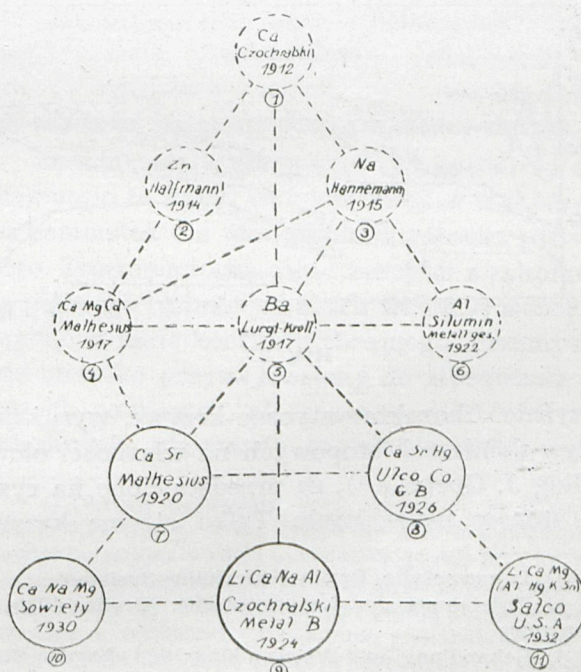 Ca
Czochralski
1912
1
Zn
Halfmann
1914
2
Na
Hannemann
1915
3
Ca Mg Cd
Mathesius
1917
4
Ba
Lurgi-Kroll
1917
5
Al
Silumin
Metallges.
1922
6
Ca Sr
Mathesius
1920
7
Ca Sr Hg
Ulco Co.
G B
1926
8
Ca Na Mg
Sowiety
1930
10
Li Ca Na Al
Czochralski
Metal B
1924
9
Li Ca Mg
(Al Hg K Sn)
Satco
U.S.A
1932
11